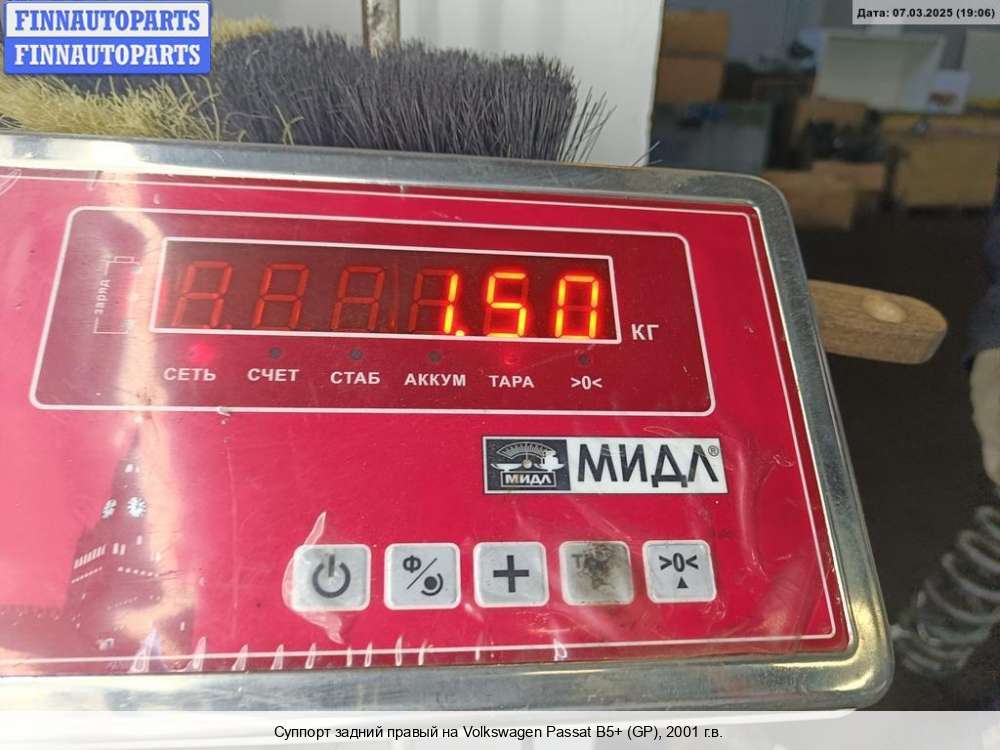 FINNAUTOPARTS
FINNAUTOPARTS
Дата: 07.03.2025 (19:06)
заряд
1.50
КГ
СЕТЬ СЧЕТ СТАБ АККУМ ТАРА >0<
МИДЛ МИДЛ®
Ф/ + >0<
Суппорт задний правый на Volkswagen Passat B5+ (GP), 2001 г.в.